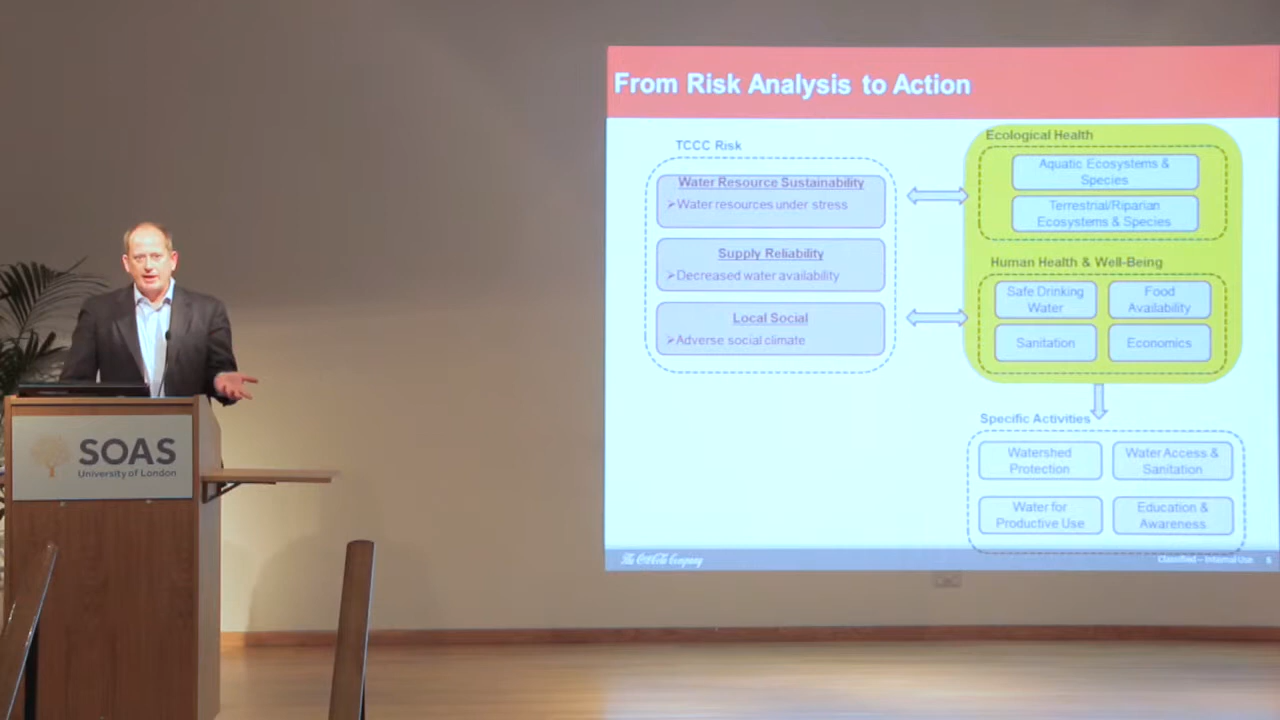 From Risk Analysis to Action
TCCC Risk
Water Resource Sustainability
➢Water resources under stress
Supply Reliability
➢Decreased water availability
Local Social
➢Adverse social climate
Ecological Health
Aquatic Ecosystems &
Species
Terrestrial/Riparian
Ecosystems & Species
Human Health & Well-Being
Safe Drinking
Water
Food
Availability
Sanitation
Economics
Specific Activities
Watershed
Protection
Water Access &
Sanitation
Water for
Productive Use
Education &
Awareness
The Coca-Cola Company
Classified – Internal Use
SOAS
University of London